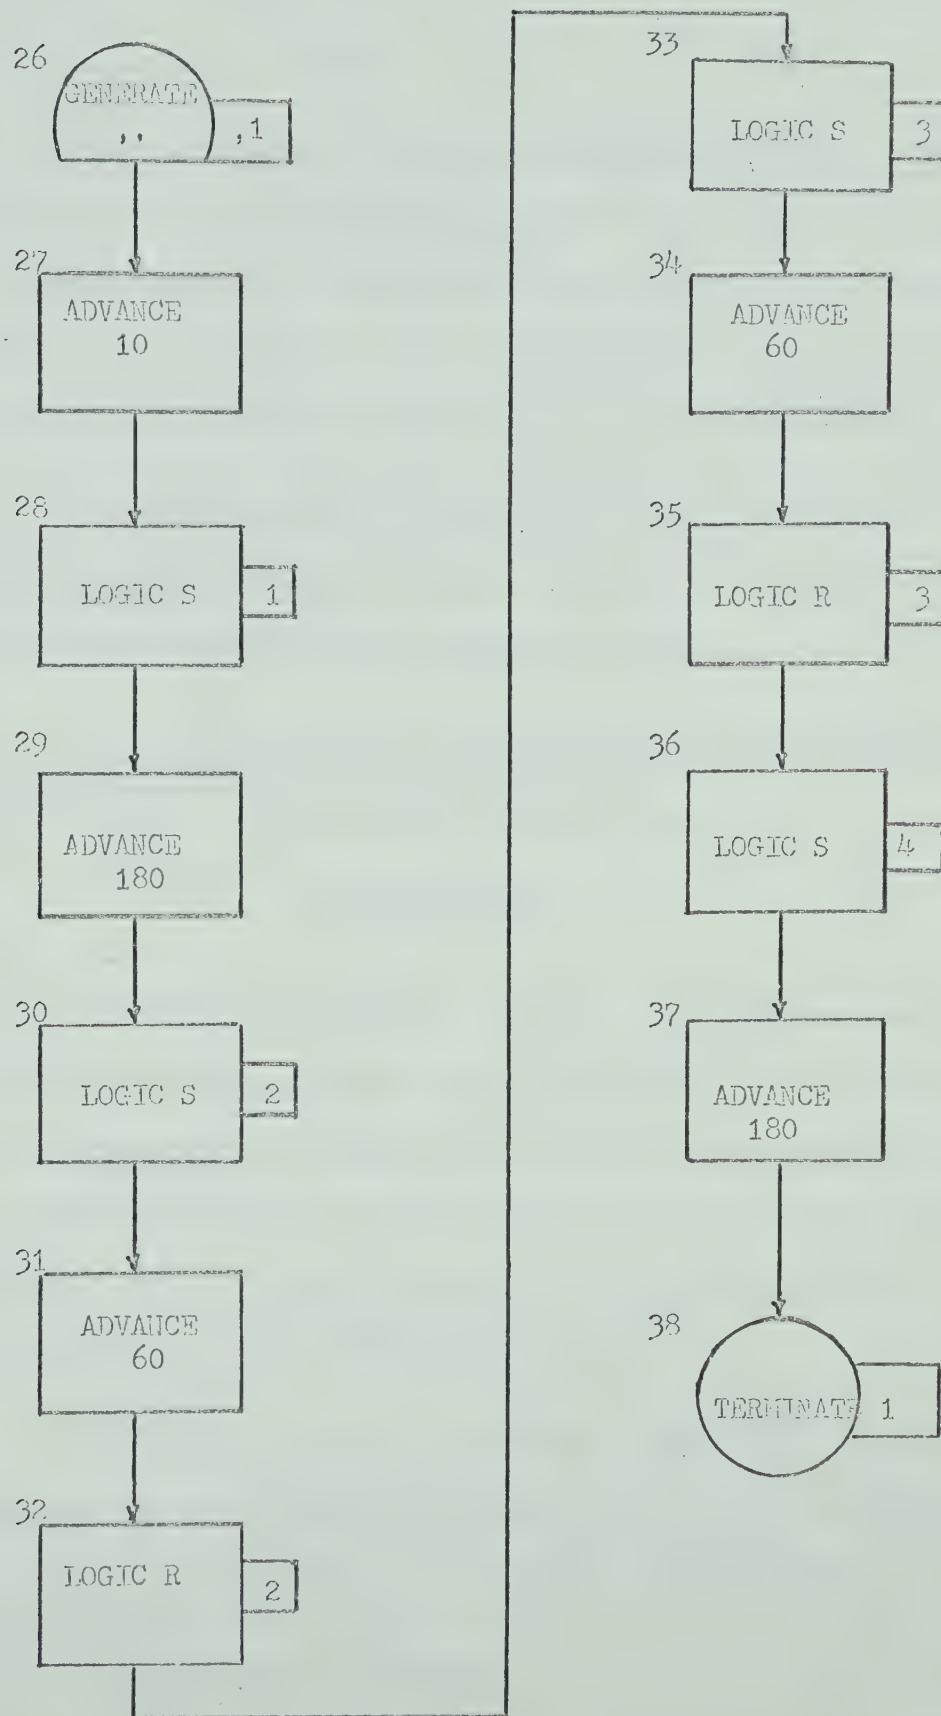 26
GENERATE
,, ,1
27
ADVANCE
10
28
LOGIC S 1
29
ADVANCE
180
30
LOGIC S 2
31
ADVANCE
60
32
LOGIC R 2
33
LOGIC S 3
34
ADVANCE
60
35
LOGIC R 3
36
LOGIC S 4
37
ADVANCE
180
38
TERMINATE 1